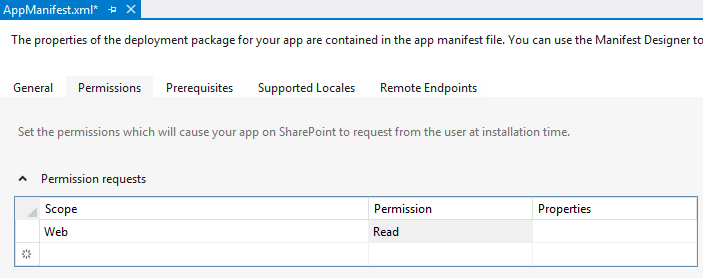 AppManifest.xml*
The properties of the deployment package for your app are contained in the app manifest file. You can use the Manifest Designer to
General Permissions Prerequisites Supported Locales Remote Endpoints
Set the permissions which will cause your app on SharePoint to request from the user at installation time.
Permission requests
Scope Permission Properties
Web Read